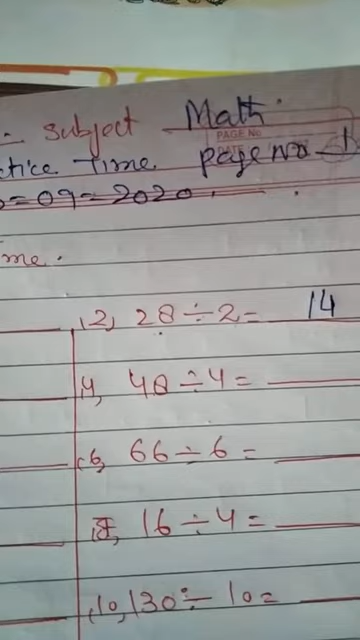 Subject Math
PAGE No
DATE
ctice Time page no - 1
= 09 = 2020
me.
(2) 28 ÷ 2 = 14
4, 48 ÷ 4 =
(6, 66 ÷ 6 =
8, 16 ÷ 4 =
(10, 130 ÷ 10 =